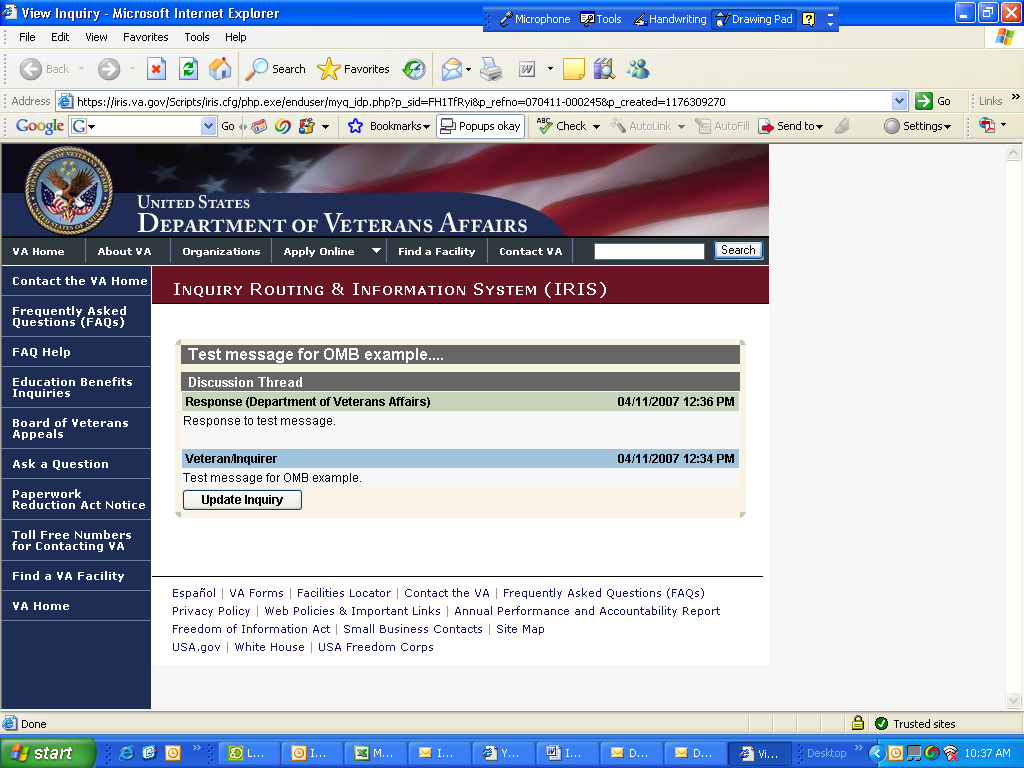 View Inquiry - Microsoft Internet Explorer
Microphone Tools Handwriting Drawing Pad ?
File Edit View Favorites Tools Help
Back Search Favorites W
Address https://iris.va.gov/Scripts/iris.cfg/php.exe/enduser/myq_idp.php?p_sid=FH1TfRyi&p_refno=070411-000245&p_created=1176309270 Go Links »
Google G Go Bookmarks Popups okay ABC Check AutoLink AutoFill Send to Settings
UNITED STATES
DEPARTMENT OF VETERANS AFFAIRS
VA Home About VA Organizations Apply Online Find a Facility Contact VA Search
Contact the VA Home
Frequently Asked
Questions (FAQs)
FAQ Help
Education Benefits
Inquiries
Board of Veterans
Appeals
Ask a Question
Paperwork
Reduction Act Notice
Toll Free Numbers
for Contacting VA
Find a VA Facility
VA Home
INQUIRY ROUTING & INFORMATION SYSTEM (IRIS)
Test message for OMB example....
Discussion Thread
Response (Department of Veterans Affairs) 04/11/2007 12:36 PM
Response to test message.
Veteran/Inquirer 04/11/2007 12:34 PM
Test message for OMB example.
Update Inquiry
Español | VA Forms | Facilities Locator | Contact the VA | Frequently Asked Questions (FAQs)
Privacy Policy | Web Policies & Important Links | Annual Performance and Accountability Report
Freedom of Information Act | Small Business Contacts | Site Map
USA.gov | White House | USA Freedom Corps
Done Trusted sites
start » L... I... M... I... Y... I... D... D... Vi... Desktop » 10:37 AM